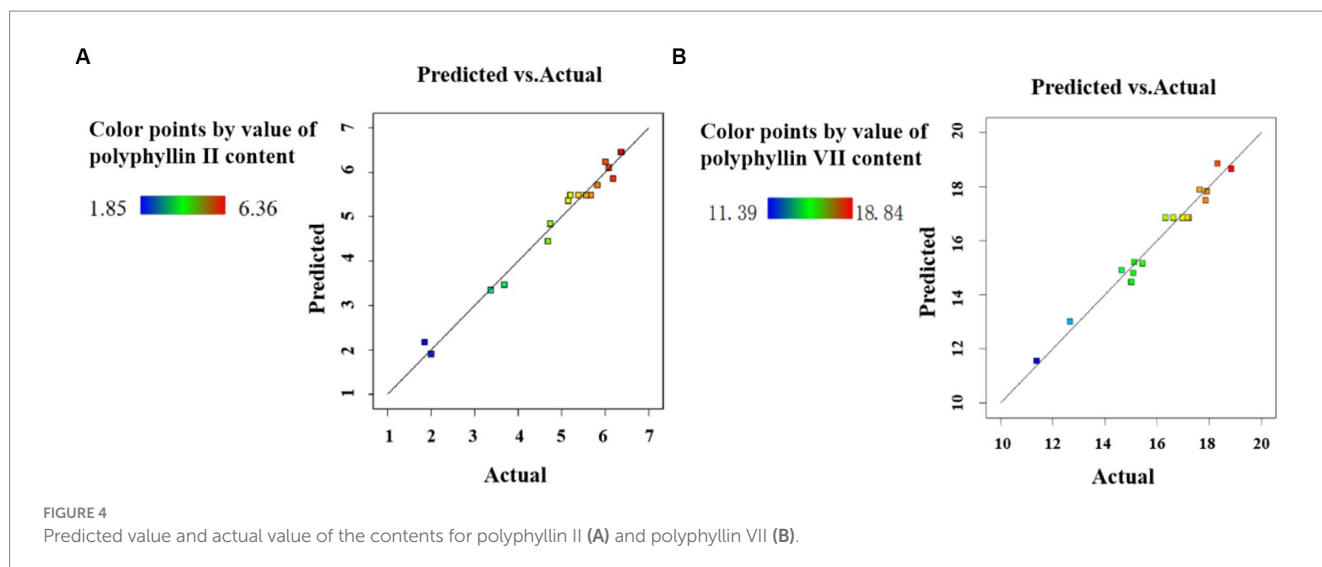 A
Predicted vs.Actual
Color points by value of
polyphyllin II content
1.85
6.36
Predicted
7
6
5
4
3
2
1
1 2 3 4 5 6 7
Actual
B
Predicted vs.Actual
Color points by value of
polyphyllin VII content
11.39
18.84
Predicted
20
18
16
14
12
10
10 12 14 16 18 20
Actual
FIGURE 4
Predicted value and actual value of the contents for polyphyllin II (A) and polyphyllin VII (B).